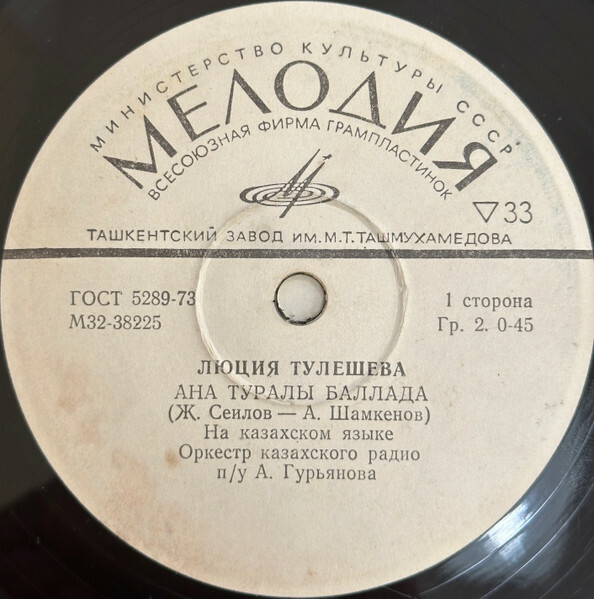 МИНИСТЕРСТВО КУЛЬТУРЫ СССР
МЕЛОДИЯ
ВСЕСОЮЗНАЯ ФИРМА ГРАМПЛАСТИНОК
33
ТАШКЕНТСКИЙ ЗАВОД ИМ. М.Т. ТАШМУХАМЕДОВА
ГОСТ 5289-73
1 сторона
М32-38225
Гр. 2. 0-45
ЛЮЦИЯ ТУЛЕШЕВА
АНА ТУРАЛЫ БАЛЛАДА
(Ж. Сеилов — А. Шамкенов)
На казахском языке
Оркестр казахского радио
п/у А. Гурьянова